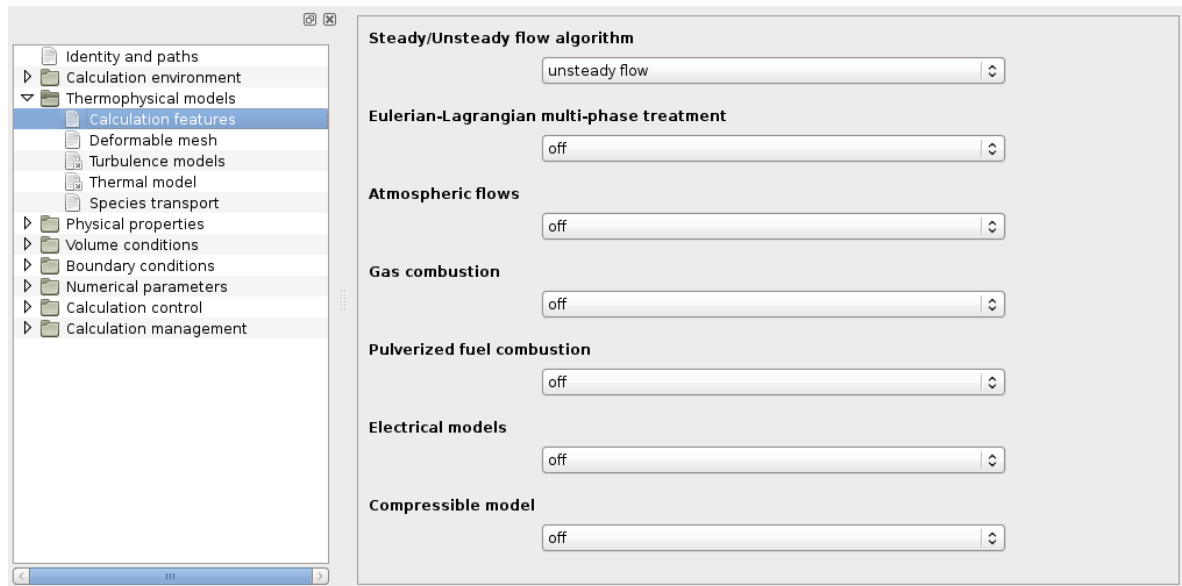 Identity and paths
Calculation environment
Thermophysical models
Calculation features
Deformable mesh
Turbulence models
Thermal model
Species transport
Physical properties
Volume conditions
Boundary conditions
Numerical parameters
Calculation control
Calculation management
Steady/Unsteady flow algorithm
unsteady flow
Eulerian-Lagrangian multi-phase treatment
off
Atmospheric flows
off
Gas combustion
off
Pulverized fuel combustion
off
Electrical models
off
Compressible model
off